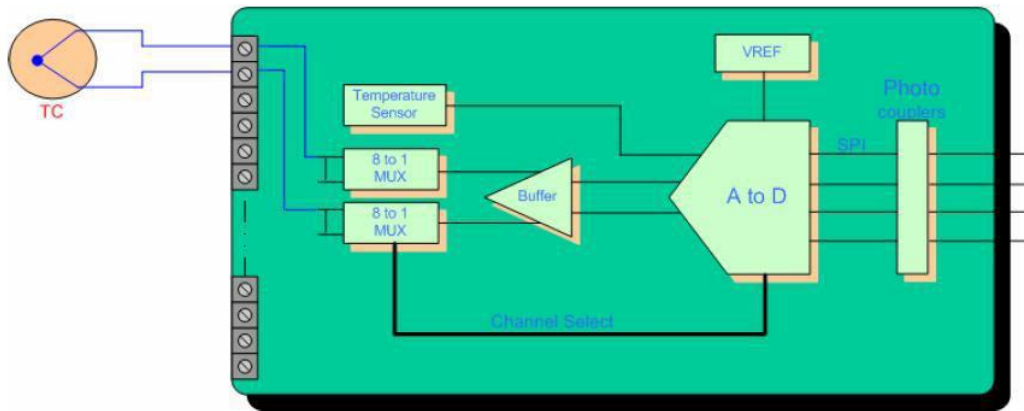 TC
Temperature
Sensor
8 to 1
MUX
8 to 1
MUX
Buffer
VREF
A to D
SPI
Photo
couplers
Channel Select